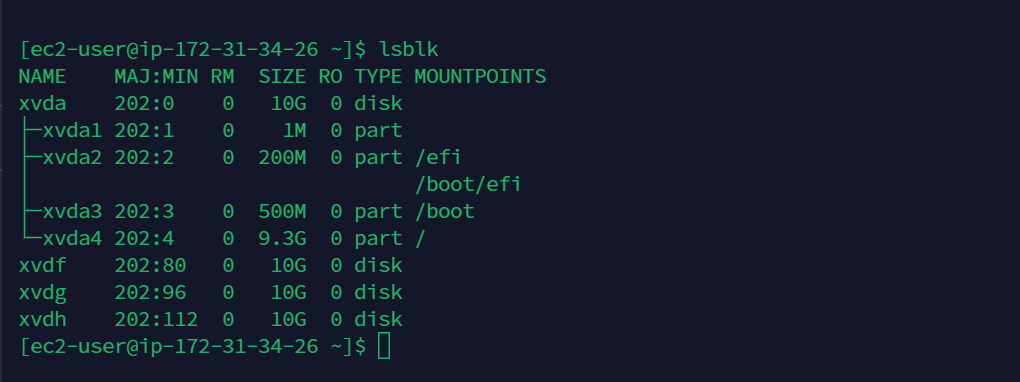 [ec2-user@ip-172-31-34-26 ~]$ lsblk
NAME    MAJ:MIN RM  SIZE RO TYPE MOUNTPOINTS
xvda    202:0    0   10G  0 disk
├─xvda1 202:1    0    1M  0 part
├─xvda2 202:2    0  200M  0 part /efi
│                                /boot/efi
├─xvda3 202:3    0  500M  0 part /boot
└─xvda4 202:4    0  9.3G  0 part /
xvdf    202:80   0   10G  0 disk
xvdg    202:96   0   10G  0 disk
xvdh    202:112  0   10G  0 disk
[ec2-user@ip-172-31-34-26 ~]$